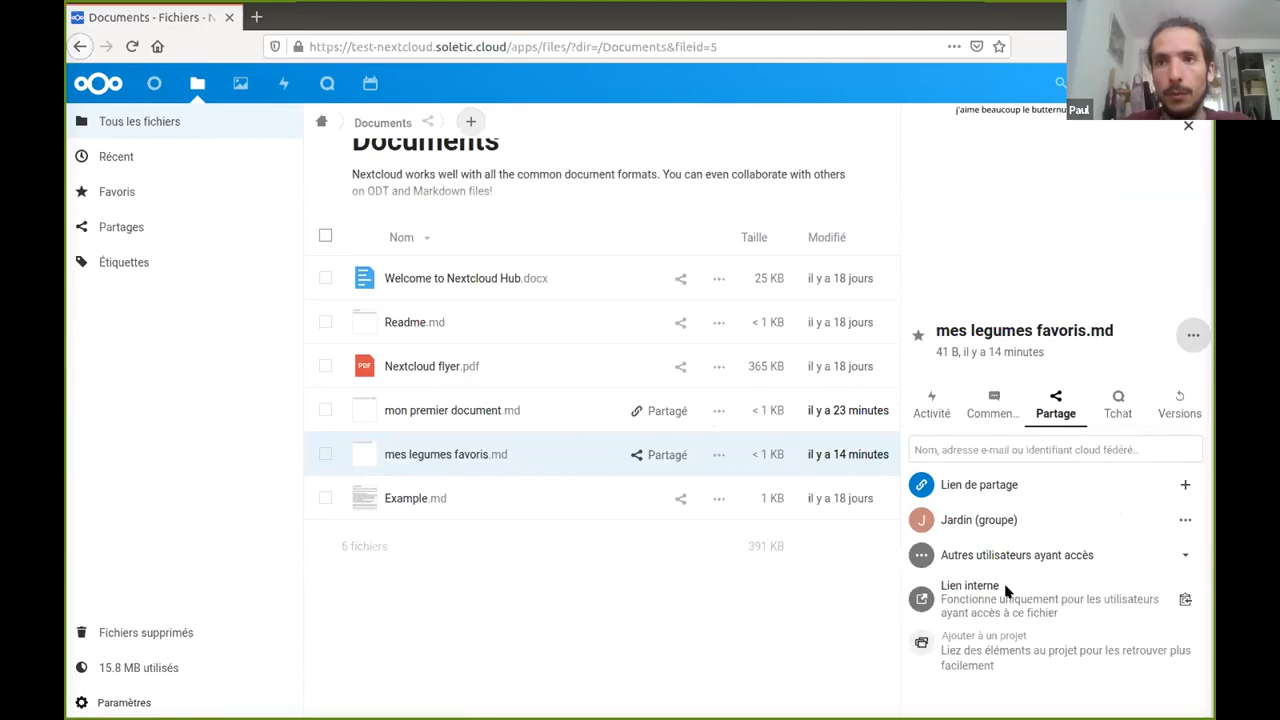 Documents - Fichiers - N
https://test-nextcloud.soletic.cloud/apps/files/?dir=/Documents&fileid=5
Paul
j'aime beaucoup le butternu
Tous les fichiers
Récent
Favoris
Partages
Étiquettes
Fichiers supprimés
15.8 MB utilisés
Paramètres
Documents
Documents
Nextcloud works well with all the common document formats. You can even collaborate with others
on ODT and Markdown files!
Nom Taille Modifié
Welcome to Nextcloud Hub.docx 25 KB il y a 18 jours
Readme.md < 1 KB il y a 18 jours
PDF Nextcloud flyer.pdf 365 KB il y a 18 jours
mon premier document.md Partagé < 1 KB il y a 23 minutes
mes legumes favoris.md Partagé < 1 KB il y a 14 minutes
Example.md 1 KB il y a 18 jours
6 fichiers 391 KB
mes legumes favoris.md
41 B, il y a 14 minutes
Activité Commen... Partage Tchat Versions
Nom, adresse e-mail ou identifiant cloud fédéré...
Lien de partage
J Jardin (groupe)
Autres utilisateurs ayant accès
Lien interne
Fonctionne uniquement pour les utilisateurs
ayant accès à ce fichier
Ajouter à un projet
Liez des éléments au projet pour les retrouver plus
facilement